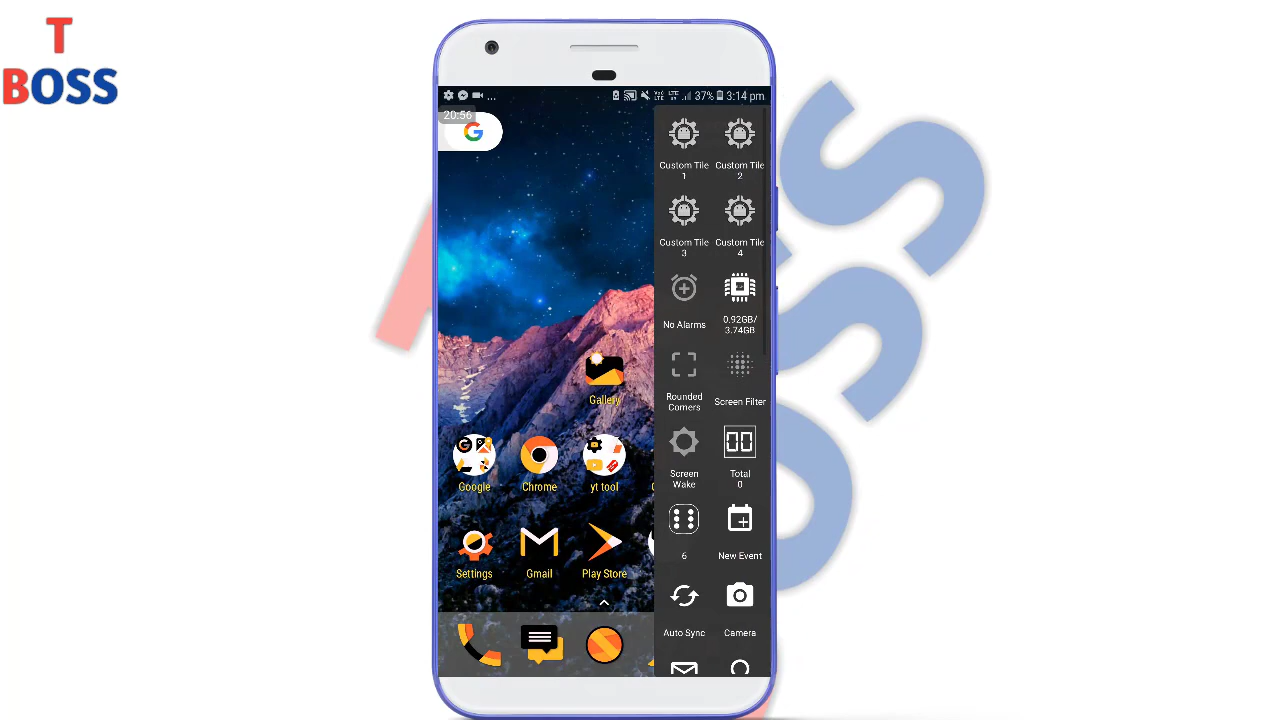 T
BOSS
... VoLTE LTE 37% 3:14 pm
20:56
G
Custom Tile
1
Custom Tile
2
Custom Tile
3
Custom Tile
4
No Alarms
0.92GB/
3.74GB
Rounded
Corners
Screen Filter
Gallery
Screen
Wake
Total
0
Google
Chrome
yt tool
6
New Event
Settings
Gmail
Play Store
Auto Sync
Camera